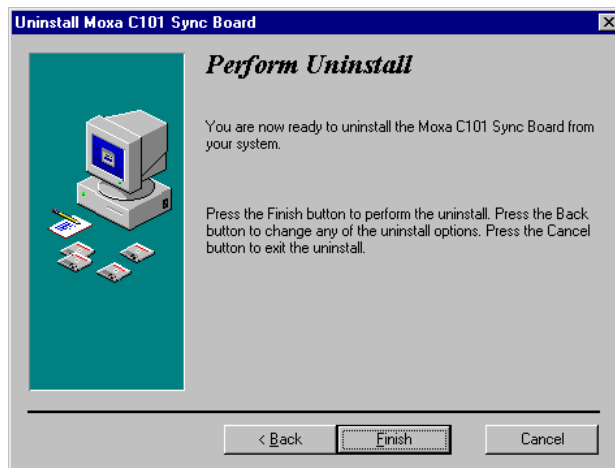 Uninstall Moxa C101 Sync Board
Perform Uninstall
You are now ready to uninstall the Moxa C101 Sync Board from
your system.
Press the Finish button to perform the uninstall. Press the Back
button to change any of the uninstall options. Press the Cancel
button to exit the uninstall.
< Back
Finish
Cancel